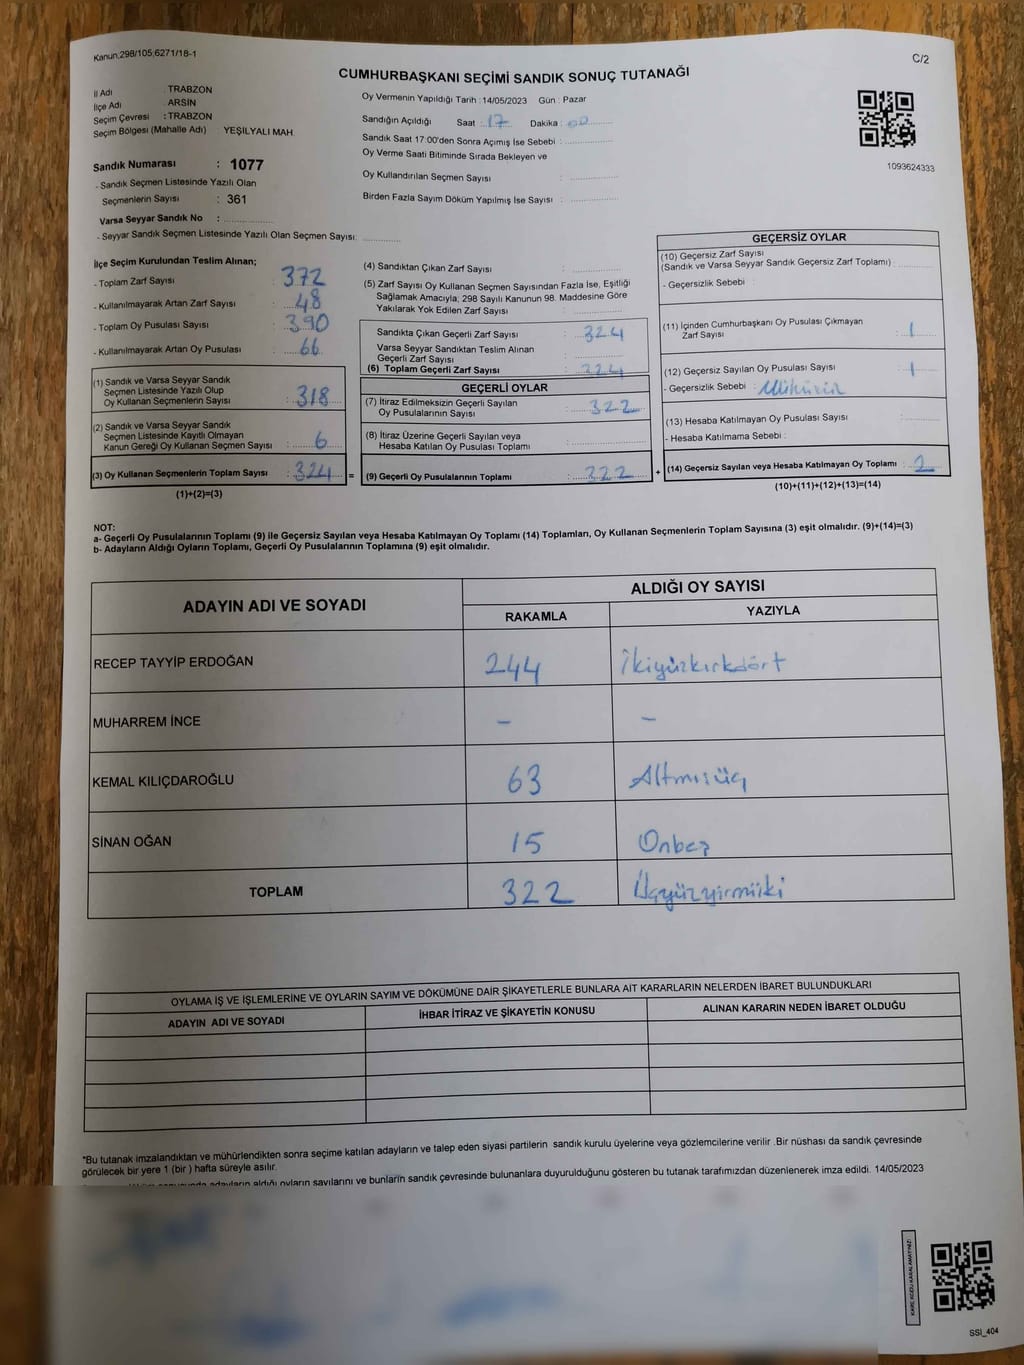 Kanun;298/105;6271/18-1
C/2
CUMHURBAŞKANI SEÇİMİ SANDIK SONUÇ TUTANAĞI
İl Adı : TRABZON
İlçe Adı : ARSİN
Seçim Çevresi : TRABZON
Seçim Bölgesi (Mahalle Adı) : YEŞİLYALI MAH.
Sandık Numarası : 1077
- Sandık Seçmen Listesinde Yazılı Olan
Seçmenlerin Sayısı : 361
Varsa Seyyar Sandık No :
- Seyyar Sandık Seçmen Listesinde Yazılı Olan Seçmen Sayısı:
Oy Vermenin Yapıldığı Tarih : 14/05/2023 Gün : Pazar
Sandığın Açıldığı Saat : 17 Dakika : 00
Sandık Saat 17:00'den Sonra Açımış İse Sebebi :
Oy Verme Saati Bitiminde Sırada Bekleyen ve
Oy Kullandırılan Seçmen Sayısı :
Birden Fazla Sayım Döküm Yapılmış İse Sayısı :
1093624333
İlçe Seçim Kurulundan Teslim Alınan;
- Toplam Zarf Sayısı : 372
- Kullanılmayarak Artan Zarf Sayısı : 48
- Toplam Oy Pusulası Sayısı : 390
- Kullanılmayarak Artan Oy Pusulası : 66
(1) Sandık ve Varsa Seyyar Sandık
Seçmen Listesinde Yazılı Olup
Oy Kullanan Seçmenlerin Sayısı : 318
(2) Sandık ve Varsa Seyyar Sandık
Seçmen Listesinde Kayıtlı Olmayan
Kanun Gereği Oy Kullanan Seçmen Sayısı : 6
(3) Oy Kullanan Seçmenlerin Toplam Sayısı : 324 =
(1)+(2)=(3)
(4) Sandıktan Çıkan Zarf Sayısı :
(5) Zarf Sayısı Oy Kullanan Seçmen Sayısından Fazla İse, Eşitliği
Sağlamak Amacıyla; 298 Sayılı Kanunun 98. Maddesine Göre
Yakılarak Yok Edilen Zarf Sayısı :
Sandıkta Çıkan Geçerli Zarf Sayısı : 324
Varsa Seyyar Sandıktan Teslim Alınan
Geçerli Zarf Sayısı :
(6) Toplam Geçerli Zarf Sayısı : 324
GEÇERLİ OYLAR
(7) İtiraz Edilmeksizin Geçerli Sayılan
Oy Pusulalarının Sayısı : 322
(8) İtiraz Üzerine Geçerli Sayılan veya
Hesaba Katılan Oy Pusulası Toplamı :
(9) Geçerli Oy Pusulalarının Toplamı : 322 +
GEÇERSİZ OYLAR
(10) Geçersiz Zarf Sayısı
(Sandık ve Varsa Seyyar Sandık Geçersiz Zarf Toplamı) :
- Geçersizlik Sebebi :
(11) İçinden Cumhurbaşkanı Oy Pusulası Çıkmayan
Zarf Sayısı : 1
(12) Geçersiz Sayılan Oy Pusulası Sayısı : 1
- Geçersizlik Sebebi :
(13) Hesaba Katılmayan Oy Pusulası Sayısı :
- Hesaba Katılmama Sebebi :
(14) Geçersiz Sayılan veya Hesaba Katılmayan Oy Toplamı : 2
(10)+(11)+(12)+(13)=(14)
NOT:
a- Geçerli Oy Pusulalarının Toplamı (9) ile Geçersiz Sayılan veya Hesaba Katılmayan Oy Toplamı (14) Toplamları, Oy Kullanan Seçmenlerin Toplam Sayısına (3) eşit olmalıdır. (9)+(14)=(3)
b- Adayların Aldığı Oyların Toplamı, Geçerli Oy Pusulalarının Toplamına (9) eşit olmalıdır.
ADAYIN ADI VE SOYADI
ALDIĞI OY SAYISI
RAKAMLA YAZIYLA
RECEP TAYYİP ERDOĞAN 244 İkiyüzkırkdört
MUHARREM İNCE - -
KEMAL KILIÇDAROĞLU 63 Altmışüç
SİNAN OĞAN 15 Onbeş
TOPLAM 322 Üçyüzyirmiiki
OYLAMA İŞ VE İŞLEMLERİNE VE OYLARIN SAYIM VE DÖKÜMÜNE DAİR ŞİKAYETLERLE BUNLARA AİT KARARLARIN NELERDEN İBARET BULUNDUKLARI
ADAYIN ADI VE SOYADI İHBAR İTİRAZ VE ŞİKAYETİN KONUSU ALINAN KARARIN NEDEN İBARET OLDUĞU
*Bu tutanak imzalandıktan ve mühürlendikten sonra seçime katılan adayların ve talep eden siyasi partilerin sandık kurulu üyelerine veya gözlemcilerine verilir .Bir nüshası da sandık çevresinde
görülecek bir yere 1 (bir ) hafta süreyle asılır.
adayların aldığı oyların sayılarını ve bunların sandık çevresinde bulunanlara duyurulduğunu gösteren bu tutanak tarafımızdan düzenlenerek imza edildi. 14/05/2023
KARE KODU KARALAMAYINIZ!
SSI_404